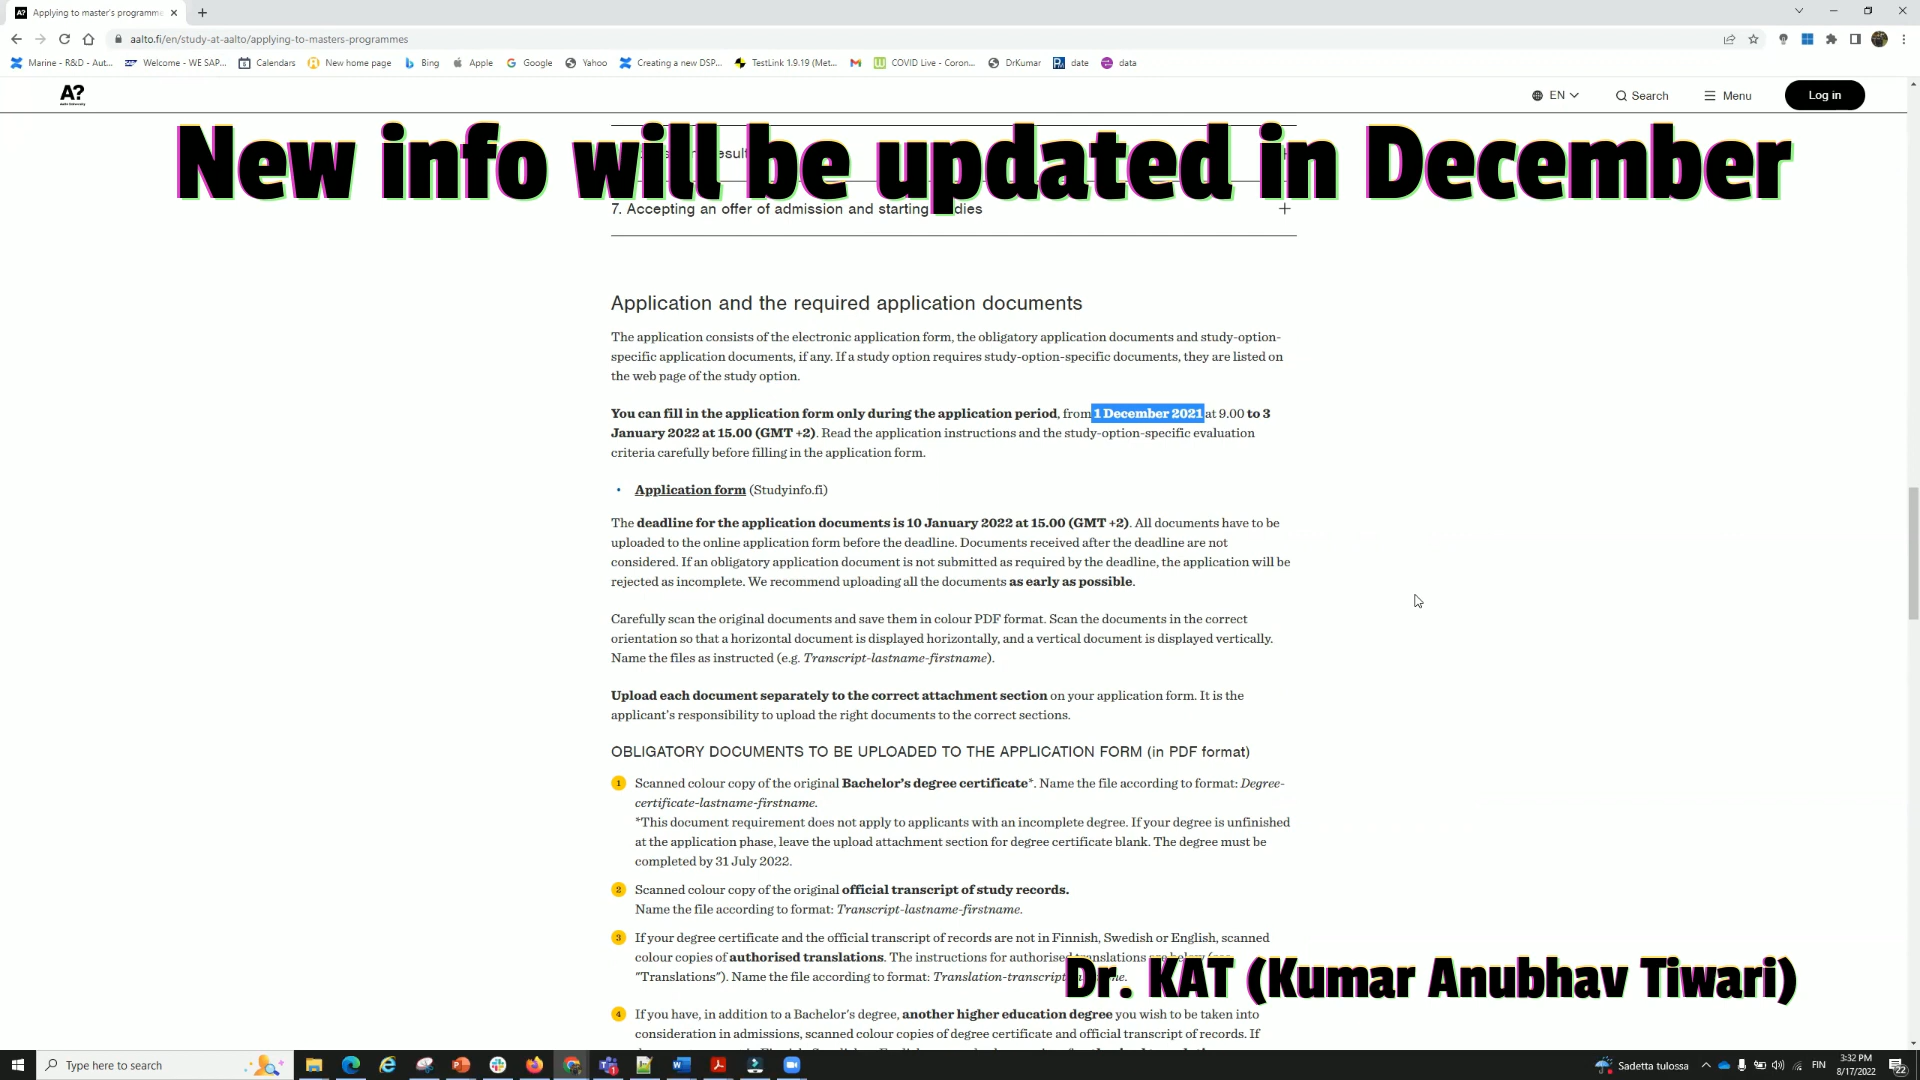 Applying to master's programme
aalto.fi/en/study-at-aalto/applying-to-masters-programmes
Marine - R&D - Aut...
Welcome - WE SAP...
Calendars
New home page
Bing
Apple
Google
Yahoo
Creating a new DSP...
TestLink 1.9.19 (Met...
COVID Live - Coron...
DrKumar
date
data
A?
EN
Search
Menu
Log in
New info will be updated in December
7. Accepting an offer of admission and starting
Application and the required application documents
The application consists of the electronic application form, the obligatory application documents and study-option-
specific application documents, if any. If a study option requires study-option-specific documents, they are listed on
the web page of the study option.
You can fill in the application form only during the application period, from 1 December 2021 at 9.00 to 3
January 2022 at 15.00 (GMT +2). Read the application instructions and the study-option-specific evaluation
criteria carefully before filling in the application form.
• Application form (Studyinfo.fi)
The deadline for the application documents is 10 January 2022 at 15.00 (GMT +2). All documents have to be
uploaded to the online application form before the deadline. Documents received after the deadline are not
considered. If an obligatory application document is not submitted as required by the deadline, the application will be
rejected as incomplete. We recommend uploading all the documents as early as possible.
Carefully scan the original documents and save them in colour PDF format. Scan the documents in the correct
orientation so that a horizontal document is displayed horizontally, and a vertical document is displayed vertically.
Name the files as instructed (e.g. Transcript-lastname-firstname).
Upload each document separately to the correct attachment section on your application form. It is the
applicant's responsibility to upload the right documents to the correct sections.
OBLIGATORY DOCUMENTS TO BE UPLOADED TO THE APPLICATION FORM (in PDF format)
1 Scanned colour copy of the original Bachelor's degree certificate*. Name the file according to format: Degree-
certificate-lastname-firstname.
*This document requirement does not apply to applicants with an incomplete degree. If your degree is unfinished
at the application phase, leave the upload attachment section for degree certificate blank. The degree must be
completed by 31 July 2022.
2 Scanned colour copy of the original official transcript of study records.
Name the file according to format: Transcript-lastname-firstname.
3 If your degree certificate and the official transcript of records are not in Finnish, Swedish or English, scanned
colour copies of authorised translations. The instructions for authorised translations
"Translations"). Name the file according to format: Translation-transcript
Dr. KAT (Kumar Anubhav Tiwari)
4 If you have, in addition to a Bachelor's degree, another higher education degree you wish to be taken into
consideration in admissions, scanned colour copies of degree certificate and official transcript of records. If
Type here to search
Sadetta tulossa
FIN
3:32 PM
8/17/2022
22